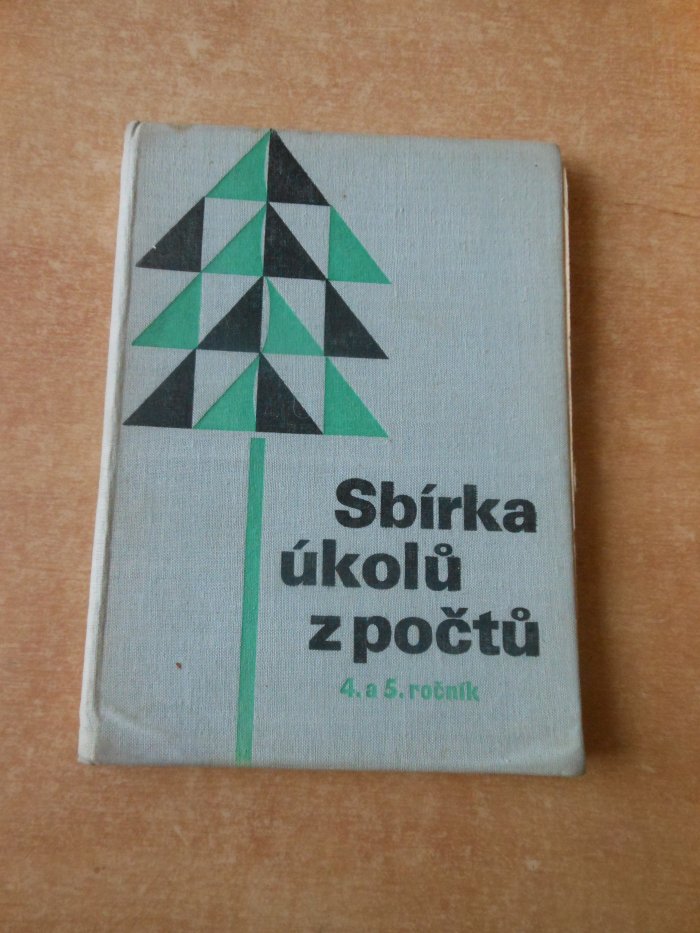 Sbírka
úkolů
z počtů
4. a 5. ročník